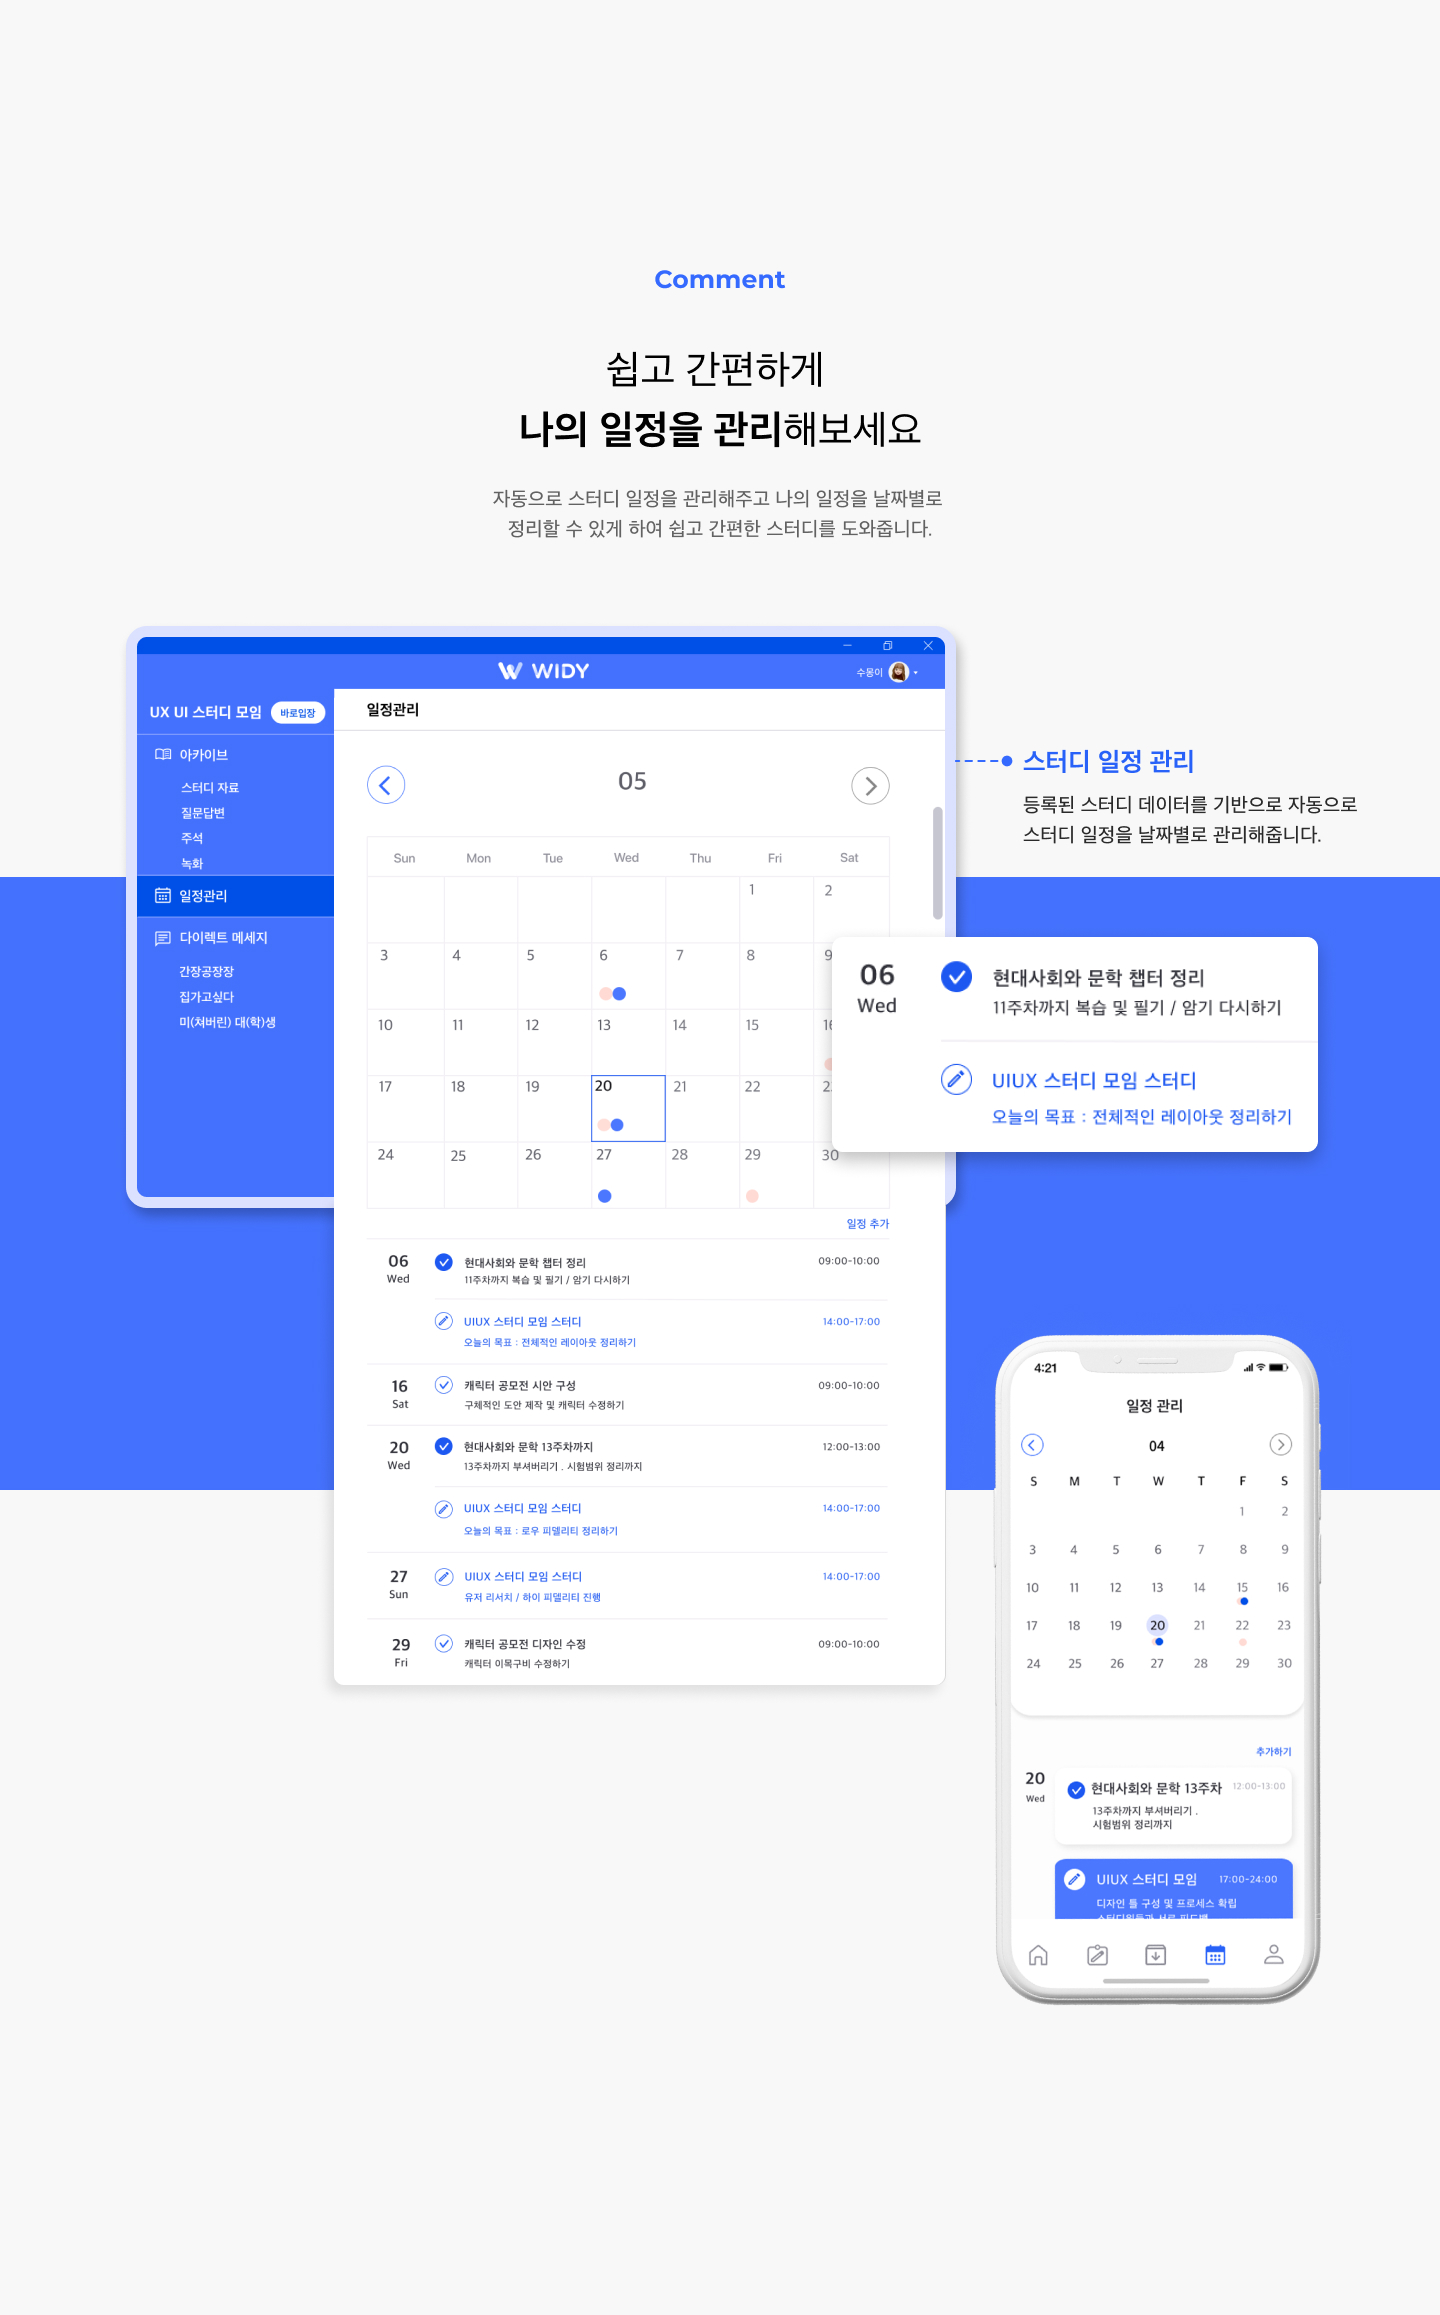 Comment
쉽고 간편하게
나의 일정을 관리해보세요
자동으로 스터디 일정을 관리해주고 나의 일정을 날짜별로
정리할 수 있게 하여 쉽고 간편한 스터디를 도와줍니다.
WIDY
수몽이
UX UI 스터디 모임 바로입장
아카이브
스터디 자료
질문답변
주석
녹화
일정관리
다이렉트 메세지
간장공장장
집가고싶다
미(쳐버린) 대(학)생
일정관리
05
Sun Mon Tue Wed Thu Fri Sat
1 2
3 4 5 6 7 8 9
10 11 12 13 14 15 16
17 18 19 20 21 22 2
24 25 26 27 28 29 30
일정 추가
06 Wed
현대사회와 문학 챕터 정리 09:00-10:00
11주차까지 복습 및 필기 / 암기 다시하기
UIUX 스터디 모임 스터디 14:00-17:00
오늘의 목표 : 전체적인 레이아웃 정리하기
16 Sat
캐릭터 공모전 시안 구성 09:00-10:00
구체적인 도안 제작 및 캐릭터 수정하기
20 Wed
현대사회와 문학 13주차까지 12:00-13:00
13주차까지 부셔버리기 . 시험범위 정리까지
UIUX 스터디 모임 스터디 14:00-17:00
오늘의 목표 : 로우 피델리티 정리하기
27 Sun
UIUX 스터디 모임 스터디 14:00-17:00
유저 리서치 / 하이 피델리티 진행
29 Fri
캐릭터 공모전 디자인 수정 09:00-10:00
캐릭터 이목구비 수정하기
스터디 일정 관리
등록된 스터디 데이터를 기반으로 자동으로
스터디 일정을 날짜별로 관리해줍니다.
06
Wed
현대사회와 문학 챕터 정리
11주차까지 복습 및 필기 / 암기 다시하기
UIUX 스터디 모임 스터디
오늘의 목표 : 전체적인 레이아웃 정리하기
4:21
일정 관리
04
S M T W T F S
1 2
3 4 5 6 7 8 9
10 11 12 13 14 15 16
17 18 19 20 21 22 23
24 25 26 27 28 29 30
추가하기
20
Wed
현대사회와 문학 13주차 12:00-13:00
13주차까지 부셔버리기 .
시험범위 정리까지
UIUX 스터디 모임 17:00-24:00
디자인 틀 구성 및 프로세스 확립